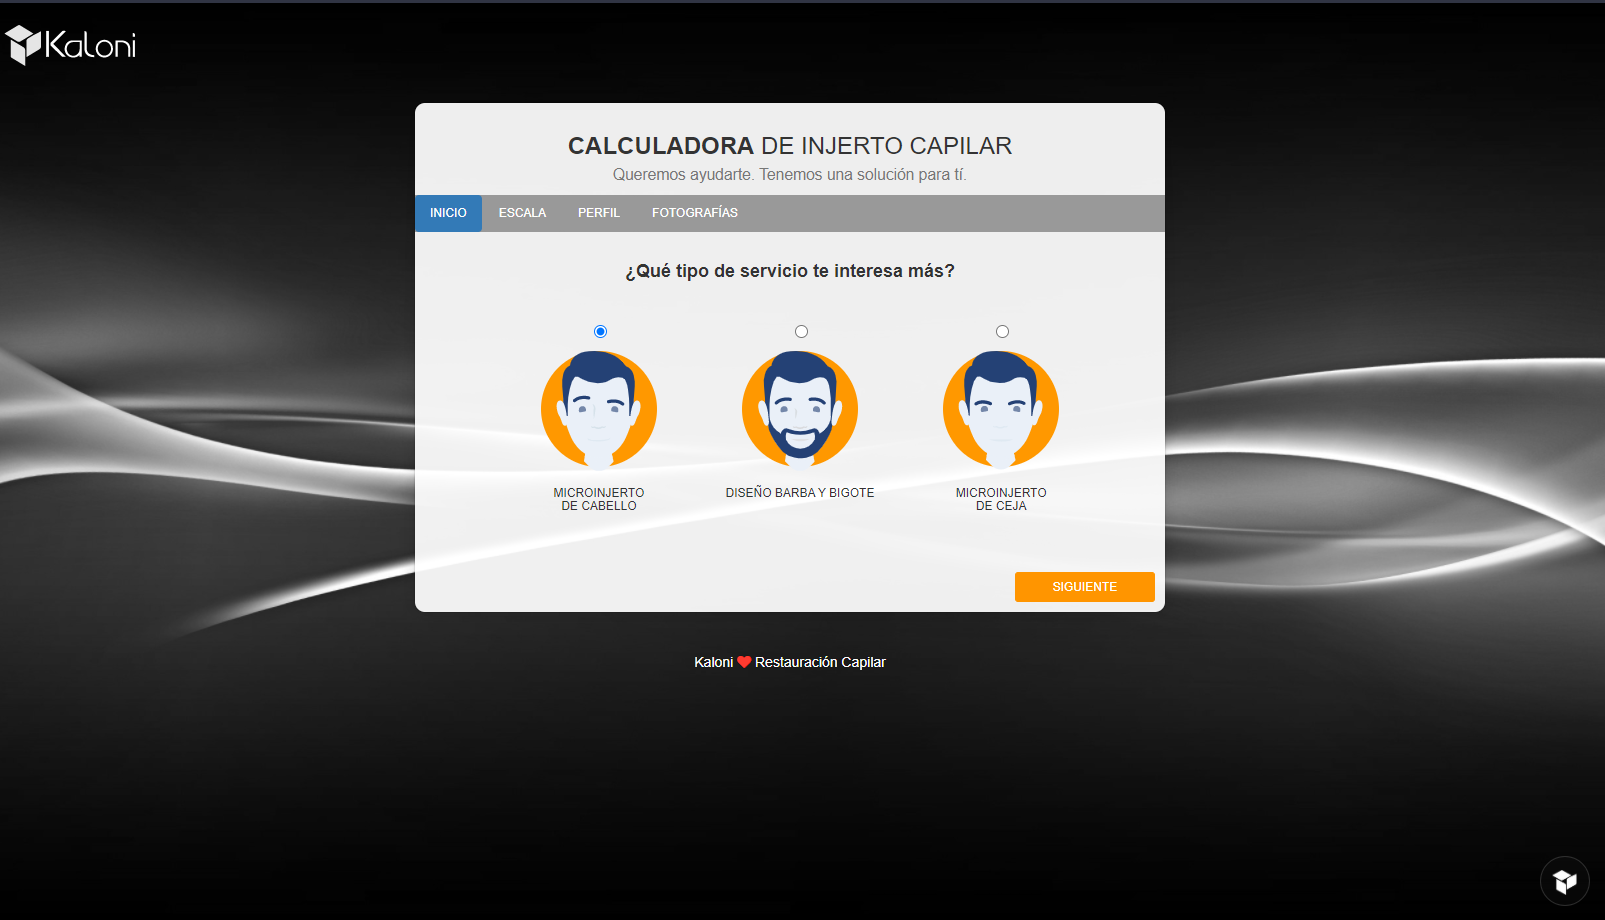 Kaloni
CALCULADORA DE INJERTO CAPILAR
Queremos ayudarte. Tenemos una solución para tí.
INICIO ESCALA PERFIL FOTOGRAFÍAS
¿Qué tipo de servicio te interesa más?
MICROINJERTO
DE CABELLO
DISEÑO BARBA Y BIGOTE
MICROINJERTO
DE CEJA
SIGUIENTE
Kaloni ❤ Restauración Capilar